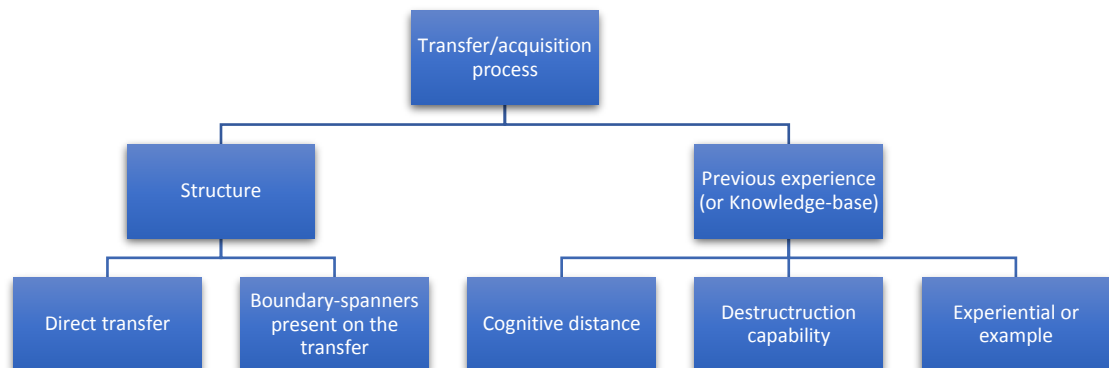 Transfer/acquisition
process
Structure
Previous experience
(or Knowledge-base)
Direct transfer
Boundary-spanners
present on the
transfer
Cognitive distance
Destructruction
capability
Experiential or
example